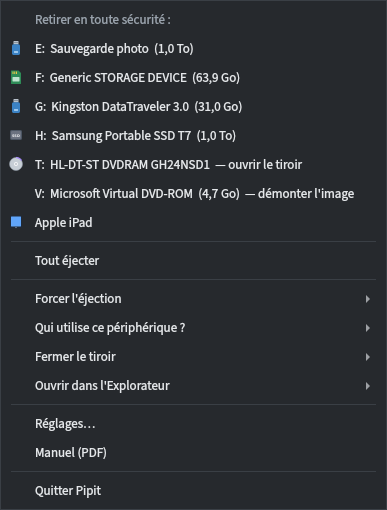 Retirer en toute sécurité :
E: Sauvegarde photo (1,0 To)
F: Generic STORAGE DEVICE (63,9 Go)
G: Kingston DataTraveler 3.0 (31,0 Go)
H: Samsung Portable SSD T7 (1,0 To)
T: HL-DT-ST DVDRAM GH24NSD1 — ouvrir le tiroir
V: Microsoft Virtual DVD-ROM (4,7 Go) — démonter l'image
Apple iPad
Tout éjecter
Forcer l'éjection
Qui utilise ce périphérique ?
Fermer le tiroir
Ouvrir dans l'Explorateur
Réglages…
Manuel (PDF)
Quitter Pipit